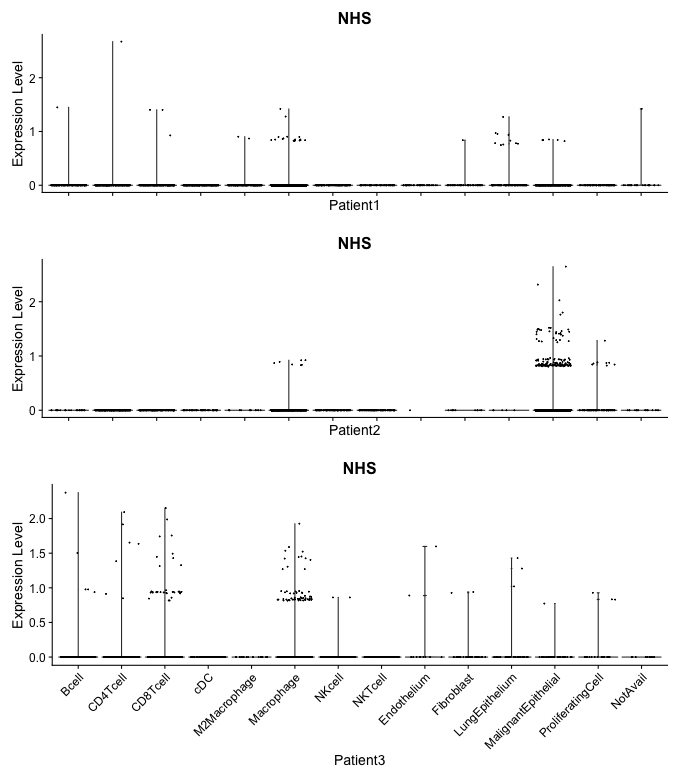 NHS
Expression Level
2
1
0
Patient1
NHS
Expression Level
2
1
0
Patient2
NHS
Expression Level
2.0
1.5
1.0
0.5
0.0
Bcell
CD4Tcell
CD8Tcell
cDC
M2Macrophage
Macrophage
NKcell
NKTcell
Endothelium
Fibroblast
LungEpithelium
MalignantEpithelial
ProliferatingCell
NotAvail
Patient3